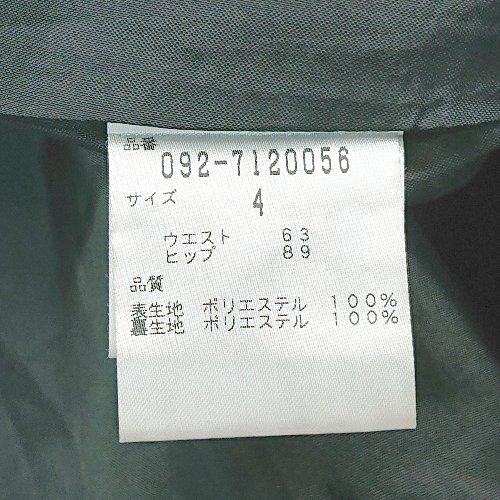 品番
092-7120056
サイズ 4
ウエスト 63
ヒップ 89
品質
表生地 ポリエステル 100%
裏生地 ポリエステル 100%